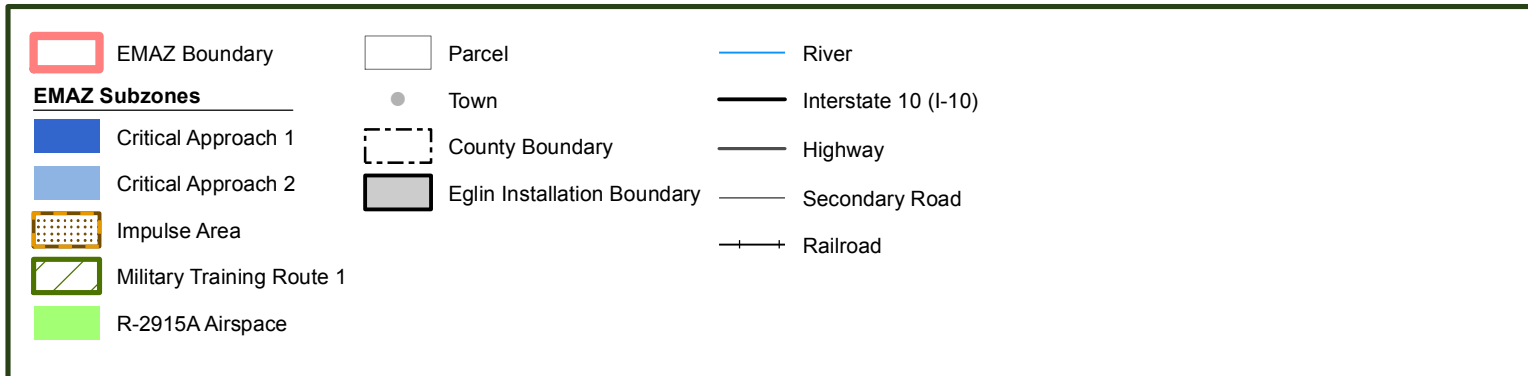 EMAZ Boundary
EMAZ Subzones
Critical Approach 1
Critical Approach 2
Impulse Area
Military Training Route 1
R-2915A Airspace
Parcel
Town
County Boundary
Eglin Installation Boundary
River
Interstate 10 (I-10)
Highway
Secondary Road
Railroad